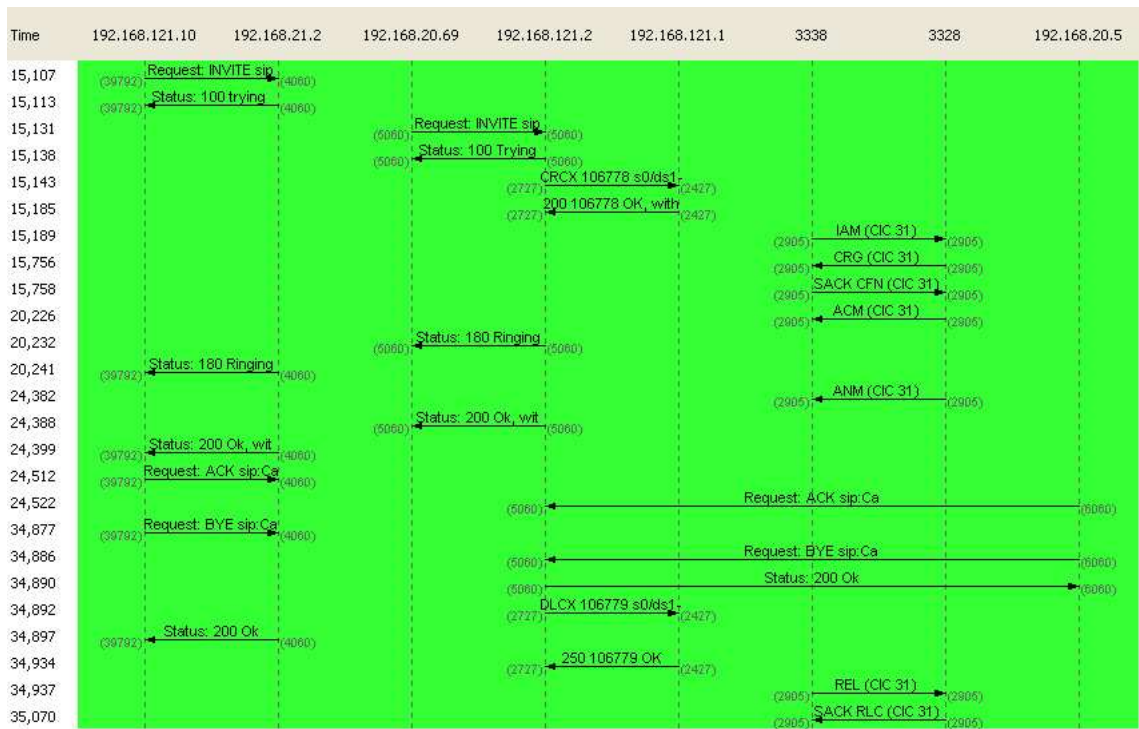 Time 192.168.121.10 192.168.21.2 192.168.20.69 192.168.121.2 192.168.121.1 3338 3328 192.168.20.5
15,107 (39792) Request: INVITE sip (4060)
15,113 (39792) Status: 100 trying (4060)
15,131 (5060) Request: INVITE sip (5060)
15,138 (5060) Status: 100 Trying (5060)
15,143 (2727) CRCX 106778 s0/ds1- (2427)
15,185 (2727) 200 106778 OK, with (2427)
15,189 (2905) IAM (CIC 31) (2905)
15,756 (2905) CRG (CIC 31) (2905)
15,758 (2905) SACK CFN (CIC 31) (2905)
20,226 (2905) ACM (CIC 31) (2905)
20,232 (5060) Status: 180 Ringing (5060)
20,241 (39792) Status: 180 Ringing (4060)
24,382 (2905) ANM (CIC 31) (2905)
24,388 (5060) Status: 200 Ok, wit (5060)
24,399 (39792) Status: 200 Ok, wit (4060)
24,512 (39792) Request: ACK sip:Ca (4060)
24,522 (5060) Request: ACK sip:Ca (6060)
34,877 (39792) Request: BYE sip:Ca (4060)
34,886 (5060) Request: BYE sip:Ca (6060)
34,890 (5060) Status: 200 Ok (6060)
34,892 (2727) DLCX 106779 s0/ds1- (2427)
34,897 (39792) Status: 200 Ok (4060)
34,934 (2727) 250 106779 OK (2427)
34,937 (2905) REL (CIC 31) (2905)
35,070 (2905) SACK RLC (CIC 31) (2905)